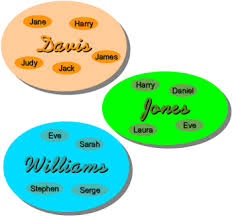 Jane Harry
Davis
Judy Jack James
Harry Daniel
Jones
Laura Eve
Eve Sarah
Williams
Stephen Serge